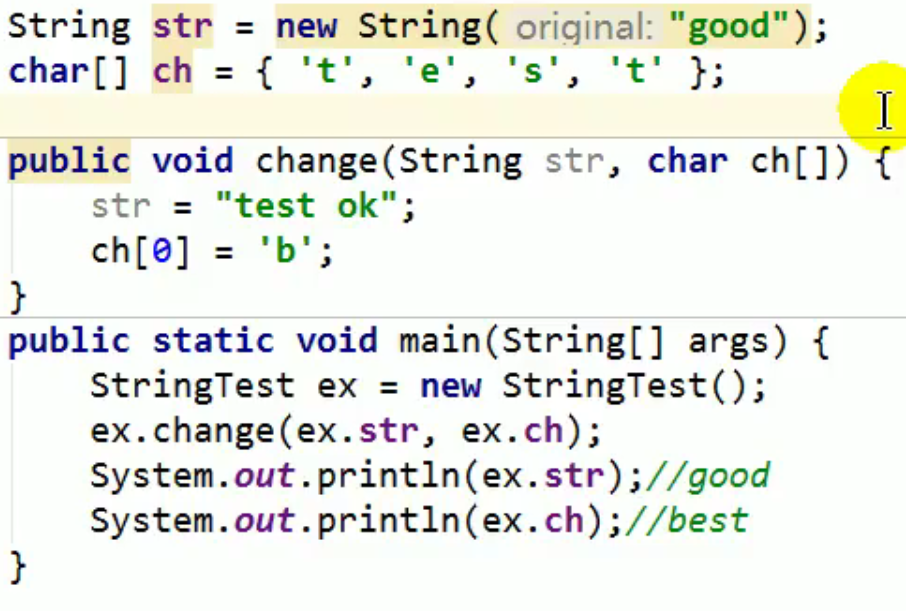 String str = new String( original: "good");
char[] ch = { 't', 'e', 's', 't' };
public void change(String str, char ch[]) {
str = "test ok";
ch[0] = 'b';
}
public static void main(String[] args) {
StringTest ex = new StringTest();
ex.change(ex.str, ex.ch);
System.out.println(ex.str);//good
System.out.println(ex.ch);//best
}